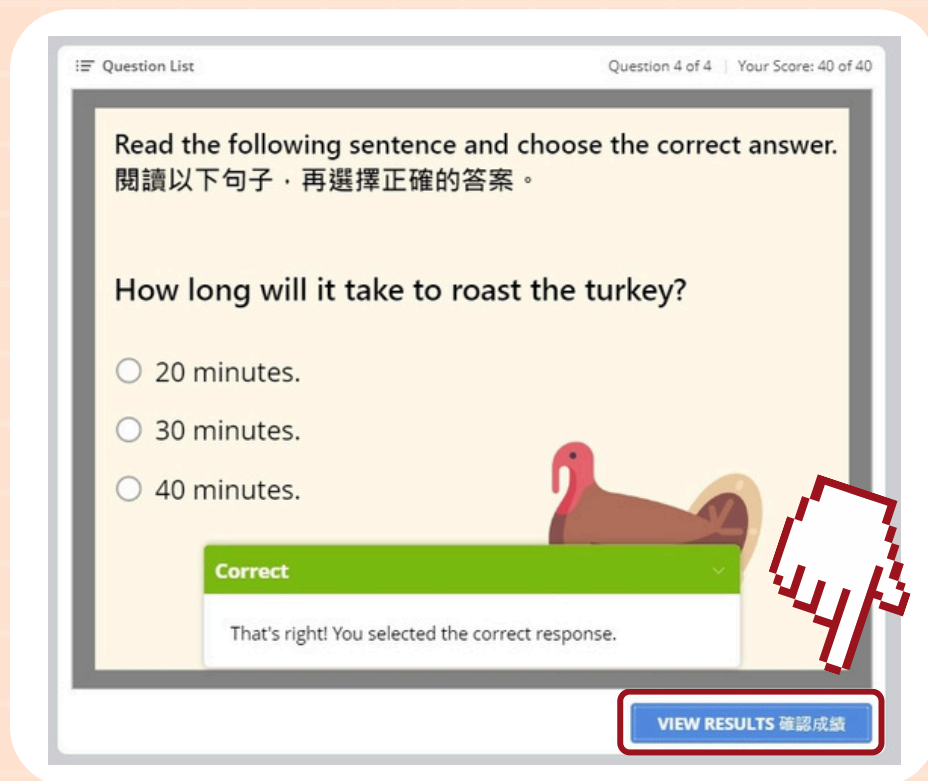 Question List
Question 4 of 4 | Your Score: 40 of 40
Read the following sentence and choose the correct answer.
閱讀以下句子，再選擇正確的答案。
How long will it take to roast the turkey?
20 minutes.
30 minutes.
40 minutes.
Correct
That's right! You selected the correct response.
VIEW RESULTS 確認成績